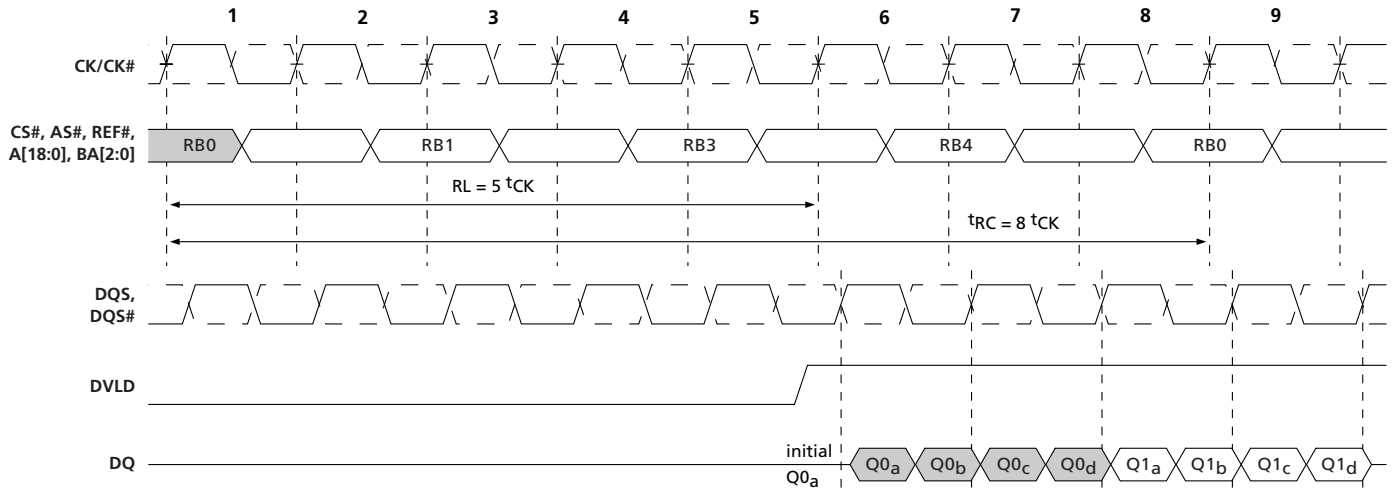 1 2 3 4 5 6 7 8 9
CK/CK#
CS#, AS#, REF#,
A[18:0], BA[2:0]
RB0 RB1 RB3 RB4 RB0
RL = 5 tCK
tRC = 8 tCK
DQS,
DQS#
DVLD
DQ
initial
Q0a
Q0a Q0b Q0c Q0d Q1a Q1b Q1c Q1d